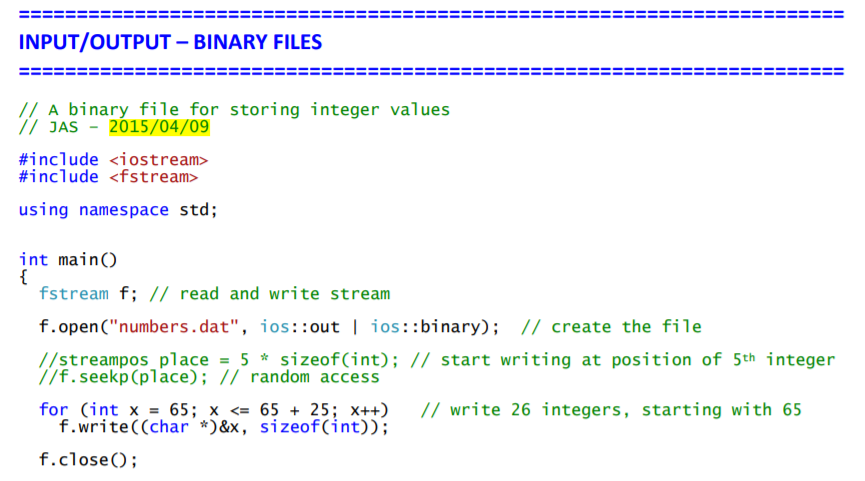 =======================================================================
INPUT/OUTPUT – BINARY FILES
=======================================================================
// A binary file for storing integer values
// JAS – 2015/04/09
#include <iostream>
#include <fstream>
using namespace std;
int main()
{
fstream f; // read and write stream
f.open("numbers.dat", ios::out | ios::binary); // create the file
//streampos place = 5 * sizeof(int); // start writing at position of 5th integer
//f.seekp(place); // random access
for (int x = 65; x <= 65 + 25; x++) // write 26 integers, starting with 65
f.write((char *)&x, sizeof(int));
f.close();